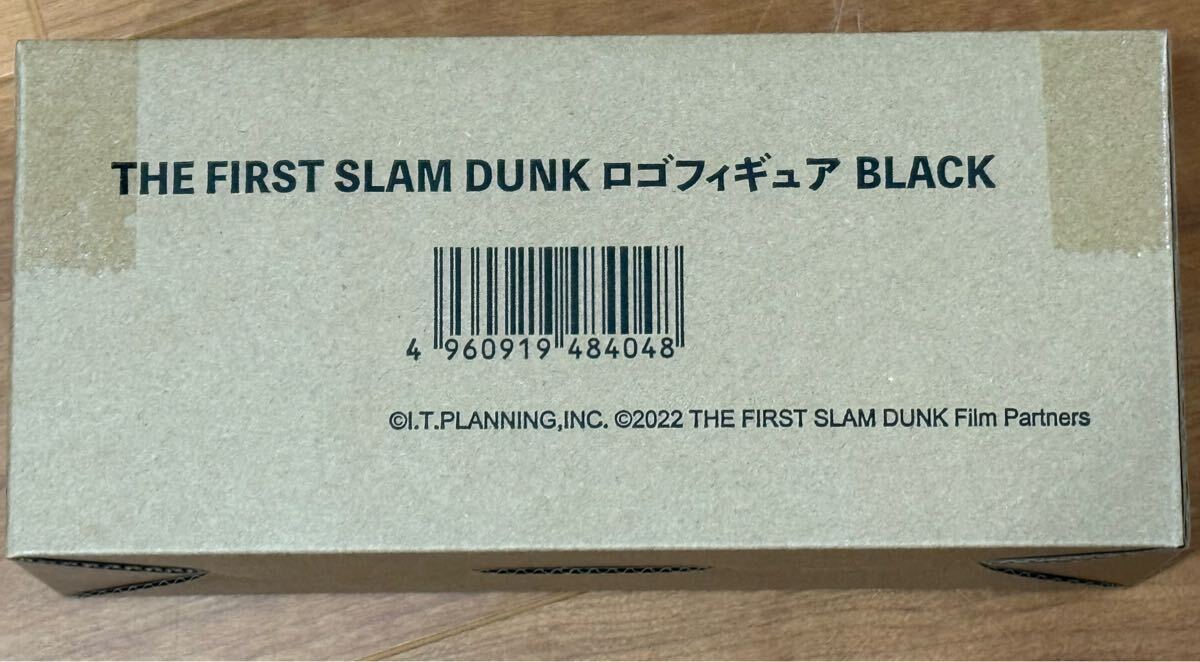 THE FIRST SLAM DUNK ロゴフィギュア BLACK
4 960919 484048
©I.T.PLANNING,INC. ©2022 THE FIRST SLAM DUNK Film Partners